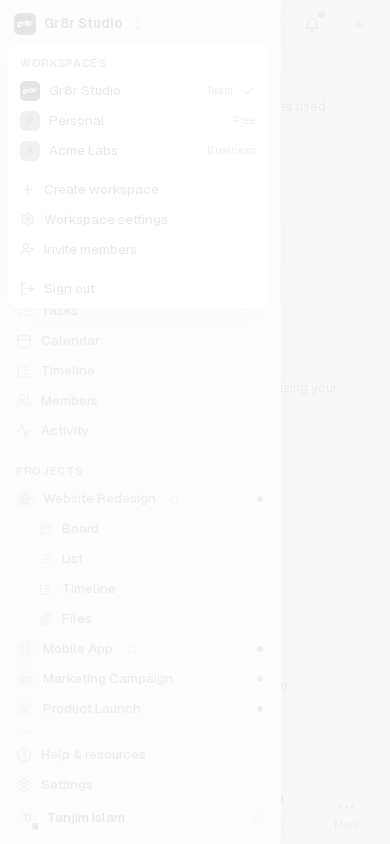 Gr8r Studio
es used
WORKSPACES
Gr8r Studio Team
P Personal Free
A Acme Labs Business
Create workspace
Workspace settings
Invite members
Sign out
Tasks
Calendar
Timeline
izing your
Members
Activity
PROJECTS
Website Redesign
Board
List
Timeline
Files
Mobile App
Marketing Campaign
Product Launch
Help & resources
Settings
TI Tanjim Islam
More